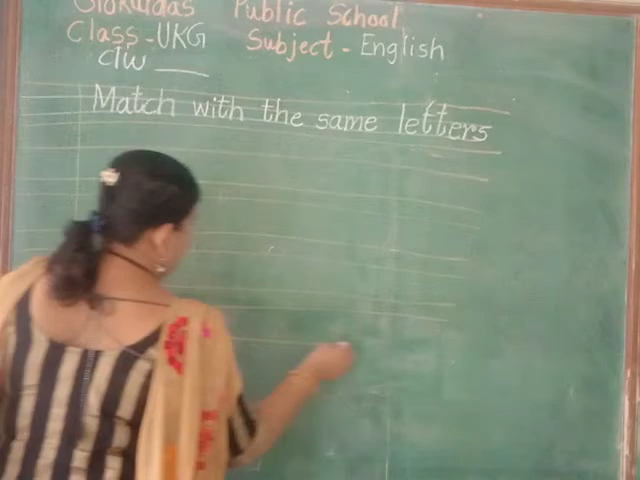 Public School
Class - UKG Subject - English
C/W
Match with the same letters